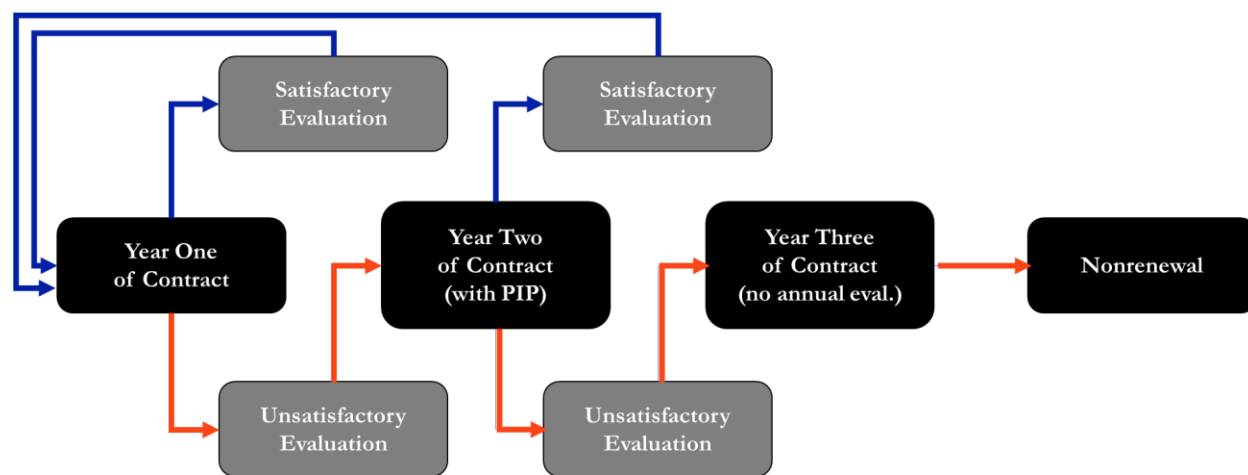 Satisfactory
Evaluation
Satisfactory
Evaluation
Year One
of Contract
Year Two
of Contract
(with PIP)
Year Three
of Contract
(no annual eval.)
Nonrenewal
Unsatisfactory
Evaluation
Unsatisfactory
Evaluation